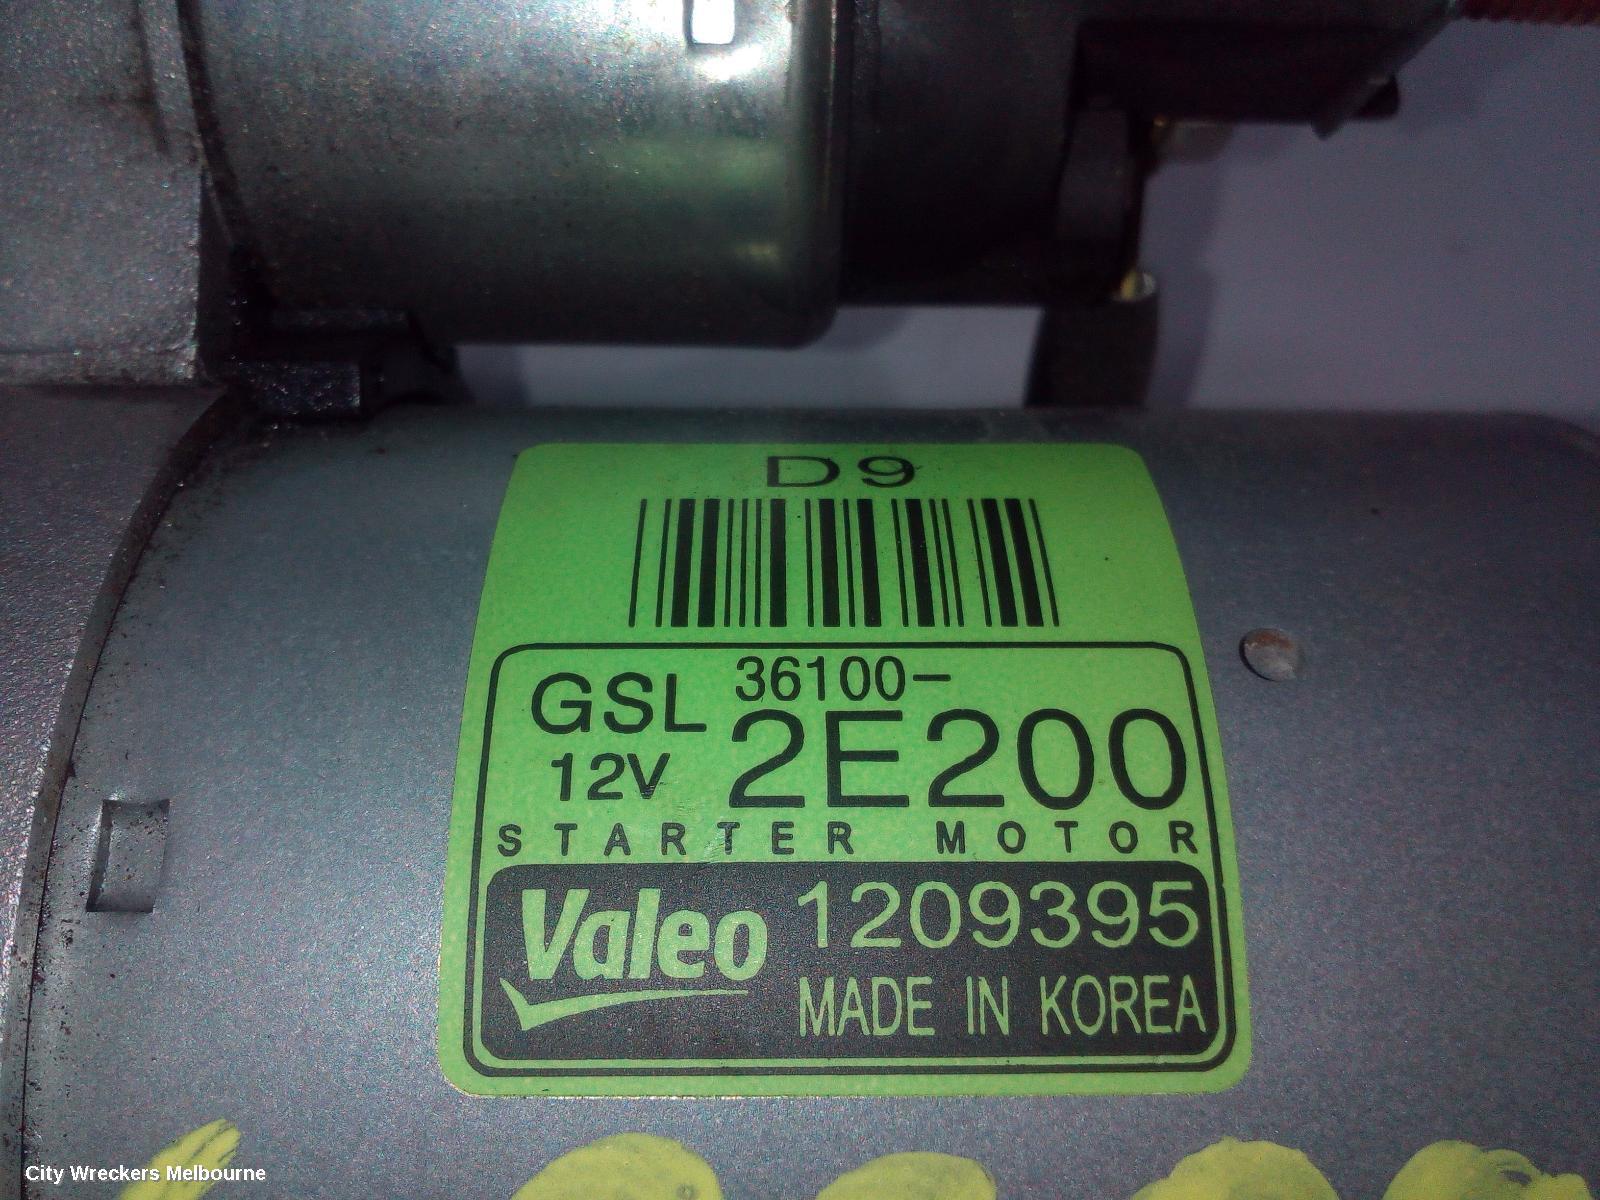 D9
GSL 36100-
12V 2E200
STARTER MOTOR
Valeo 1209395
MADE IN KOREA
City Wreckers Melbourne